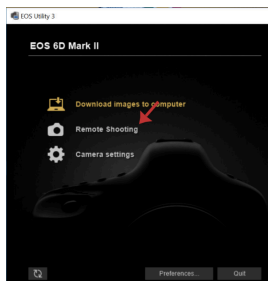 EOS Utility 3
EOS 6D Mark II
Download images to computer
Remote Shooting
Camera settings
Preferences...
Quit